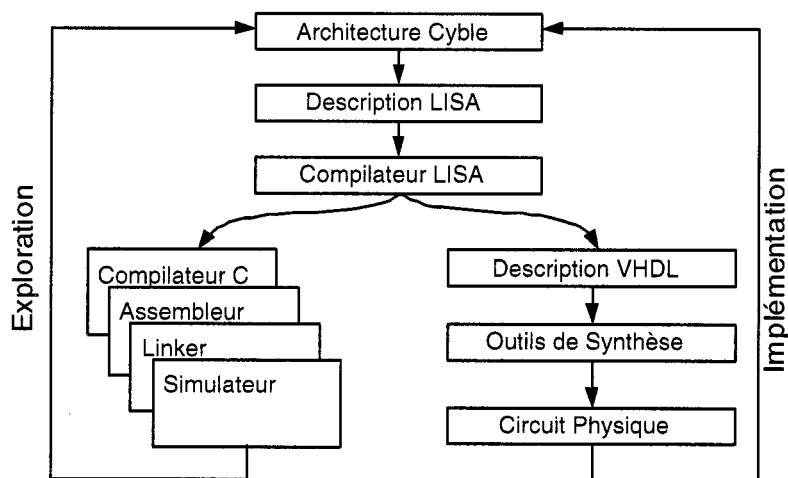 Architecture Cyble
Description LISA
Compilateur LISA
Exploration
Compilateur C
Assembleur
Linker
Simulateur
Description VHDL
Outils de Synthèse
Circuit Physique
Implémentation